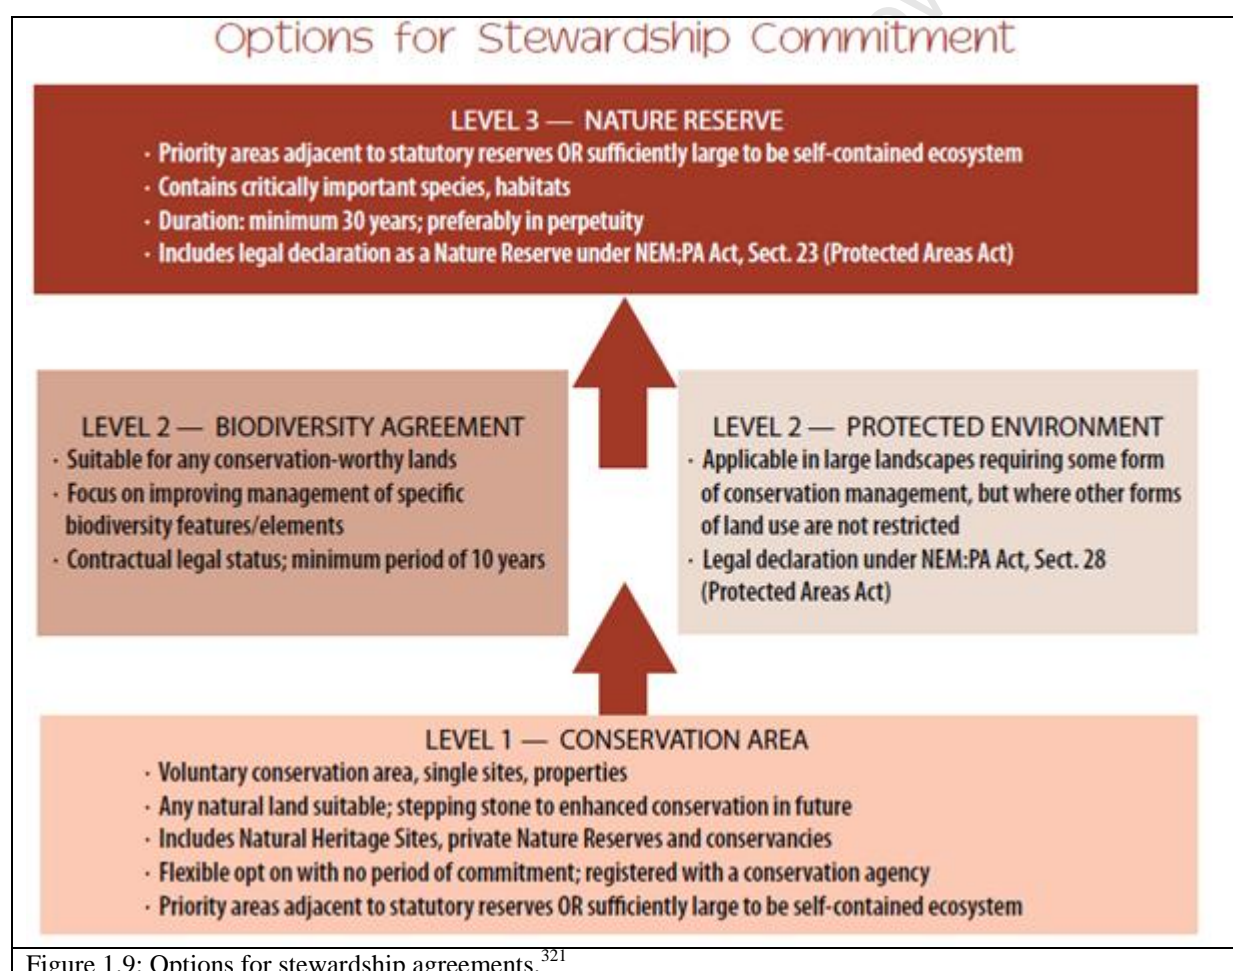 Options for Stewardship Commitment
LEVEL 3 — NATURE RESERVE
· Priority areas adjacent to statutory reserves OR sufficiently large to be self-contained ecosystem
· Contains critically important species, habitats
· Duration: minimum 30 years; preferably in perpetuity
· Includes legal declaration as a Nature Reserve under NEM:PA Act, Sect. 23 (Protected Areas Act)
LEVEL 2 — BIODIVERSITY AGREEMENT
· Suitable for any conservation-worthy lands
· Focus on improving management of specific
biodiversity features/elements
· Contractual legal status; minimum period of 10 years
LEVEL 2 — PROTECTED ENVIRONMENT
· Applicable in large landscapes requiring some form
of conservation management, but where other forms
of land use are not restricted
· Legal declaration under NEM:PA Act, Sect. 28
(Protected Areas Act)
LEVEL 1 — CONSERVATION AREA
· Voluntary conservation area, single sites, properties
· Any natural land suitable; stepping stone to enhanced conservation in future
· Includes Natural Heritage Sites, private Nature Reserves and conservancies
· Flexible opt on with no period of commitment; registered with a conservation agency
· Priority areas adjacent to statutory reserves OR sufficiently large to be self-contained ecosystem
Figure 1.9: Options for stewardship agreements.321